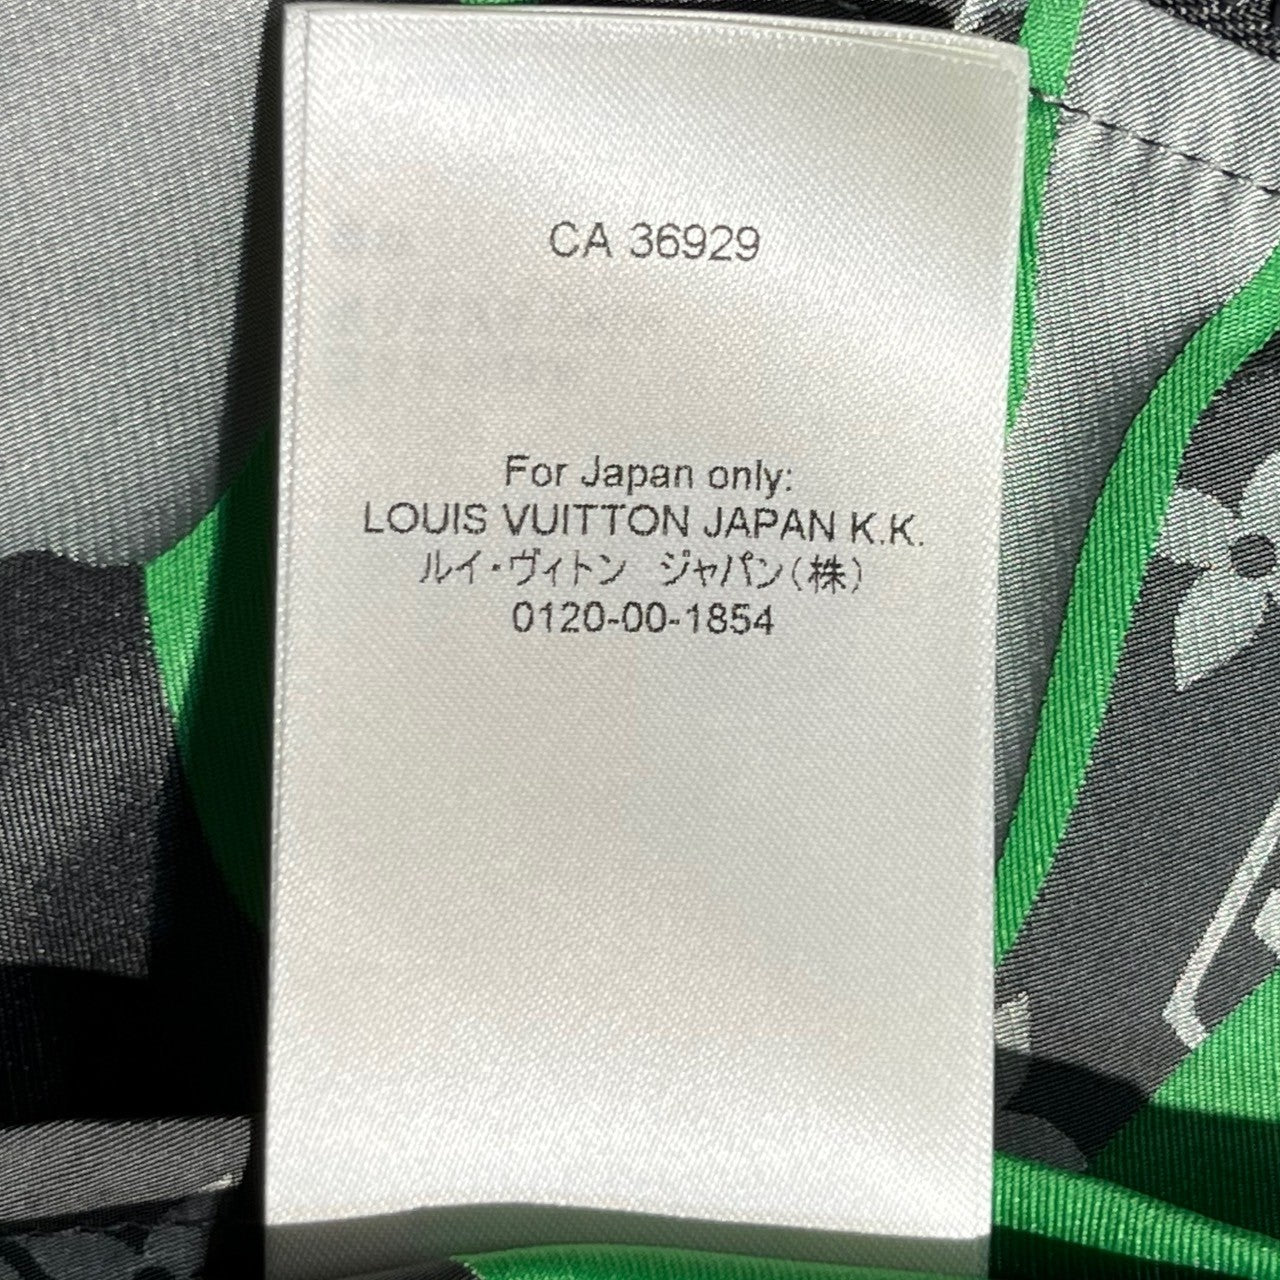 CA 36929
For Japan only:
LOUIS VUITTON JAPAN K.K.
ルイ・ヴィトン　ジャパン(株)
0120-00-1854